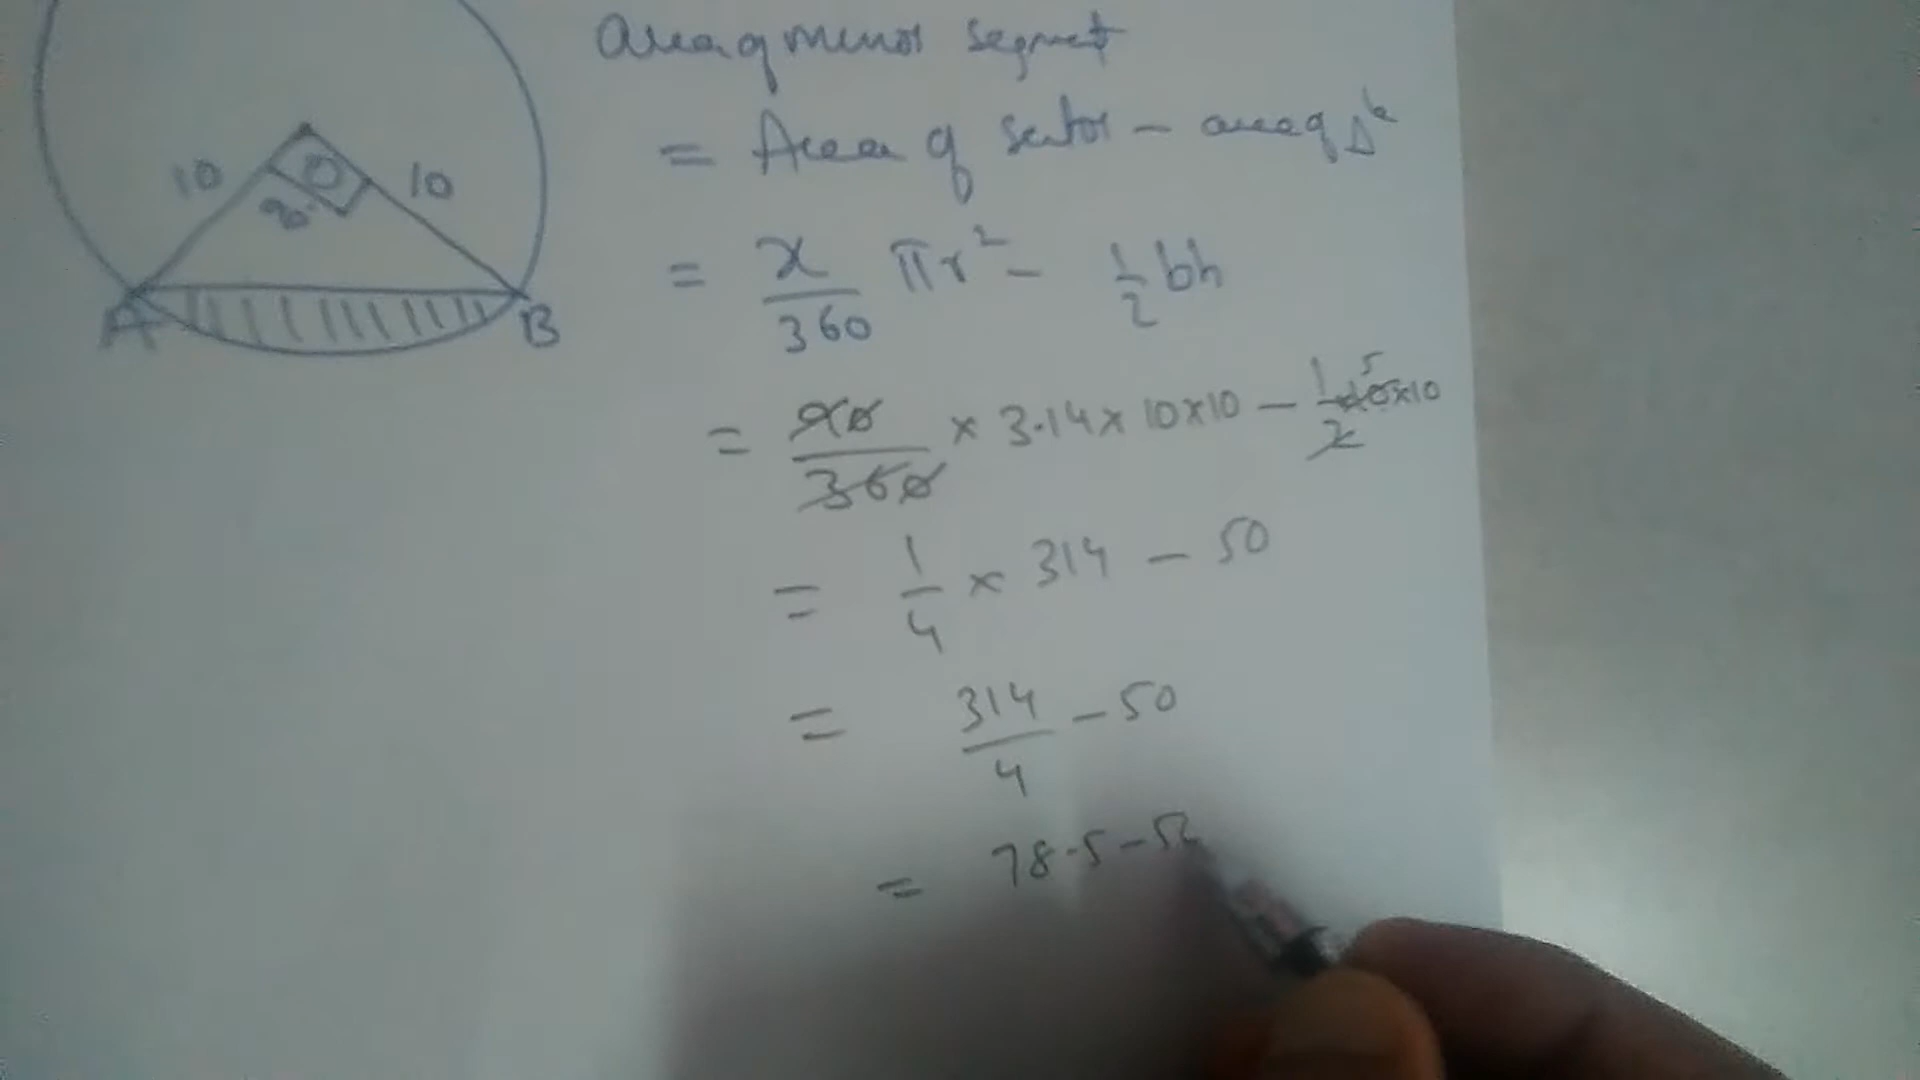 Area of minor segment
= Area of sector - area of Δle
10 O 10
90°
= x/360 πr² - 1/2 bh
A B
= 90/360 × 3.14 × 10 × 10 - 1/2 × 10 × 10
5
= 1/4 × 314 - 50
= 314/4 - 50
= 78.5 - 50